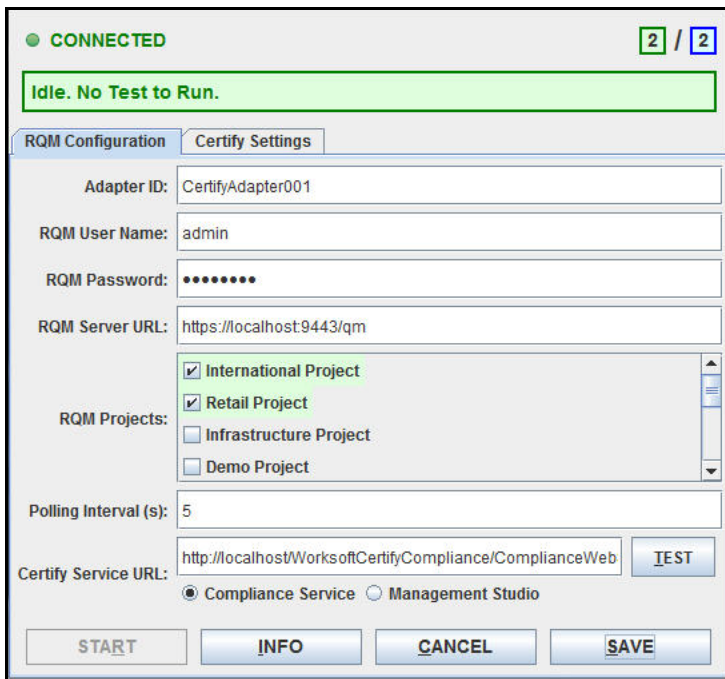 CONNECTED 2 / 2
Idle. No Test to Run.
RQM Configuration Certify Settings
Adapter ID: CertifyAdapter001
RQM User Name: admin
RQM Password: ••••••••
RQM Server URL: https://localhost:9443/qm
RQM Projects:
International Project
Retail Project
Infrastructure Project
Demo Project
Polling Interval (s): 5
Certify Service URL: http://localhost/WorksoftCertifyCompliance/ComplianceWeb TEST
Compliance Service Management Studio
START INFO CANCEL SAVE